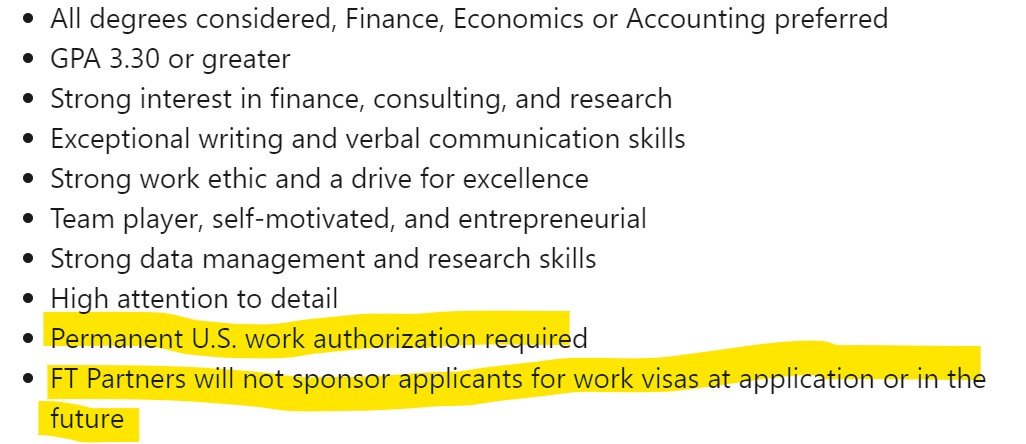 All degrees considered, Finance, Economics or Accounting preferred
GPA 3.30 or greater
Strong interest in finance, consulting, and research
Exceptional writing and verbal communication skills
Strong work ethic and a drive for excellence
Team player, self-motivated, and entrepreneurial
Strong data management and research skills
High attention to detail
Permanent U.S. work authorization required
FT Partners will not sponsor applicants for work visas at application or in the
future